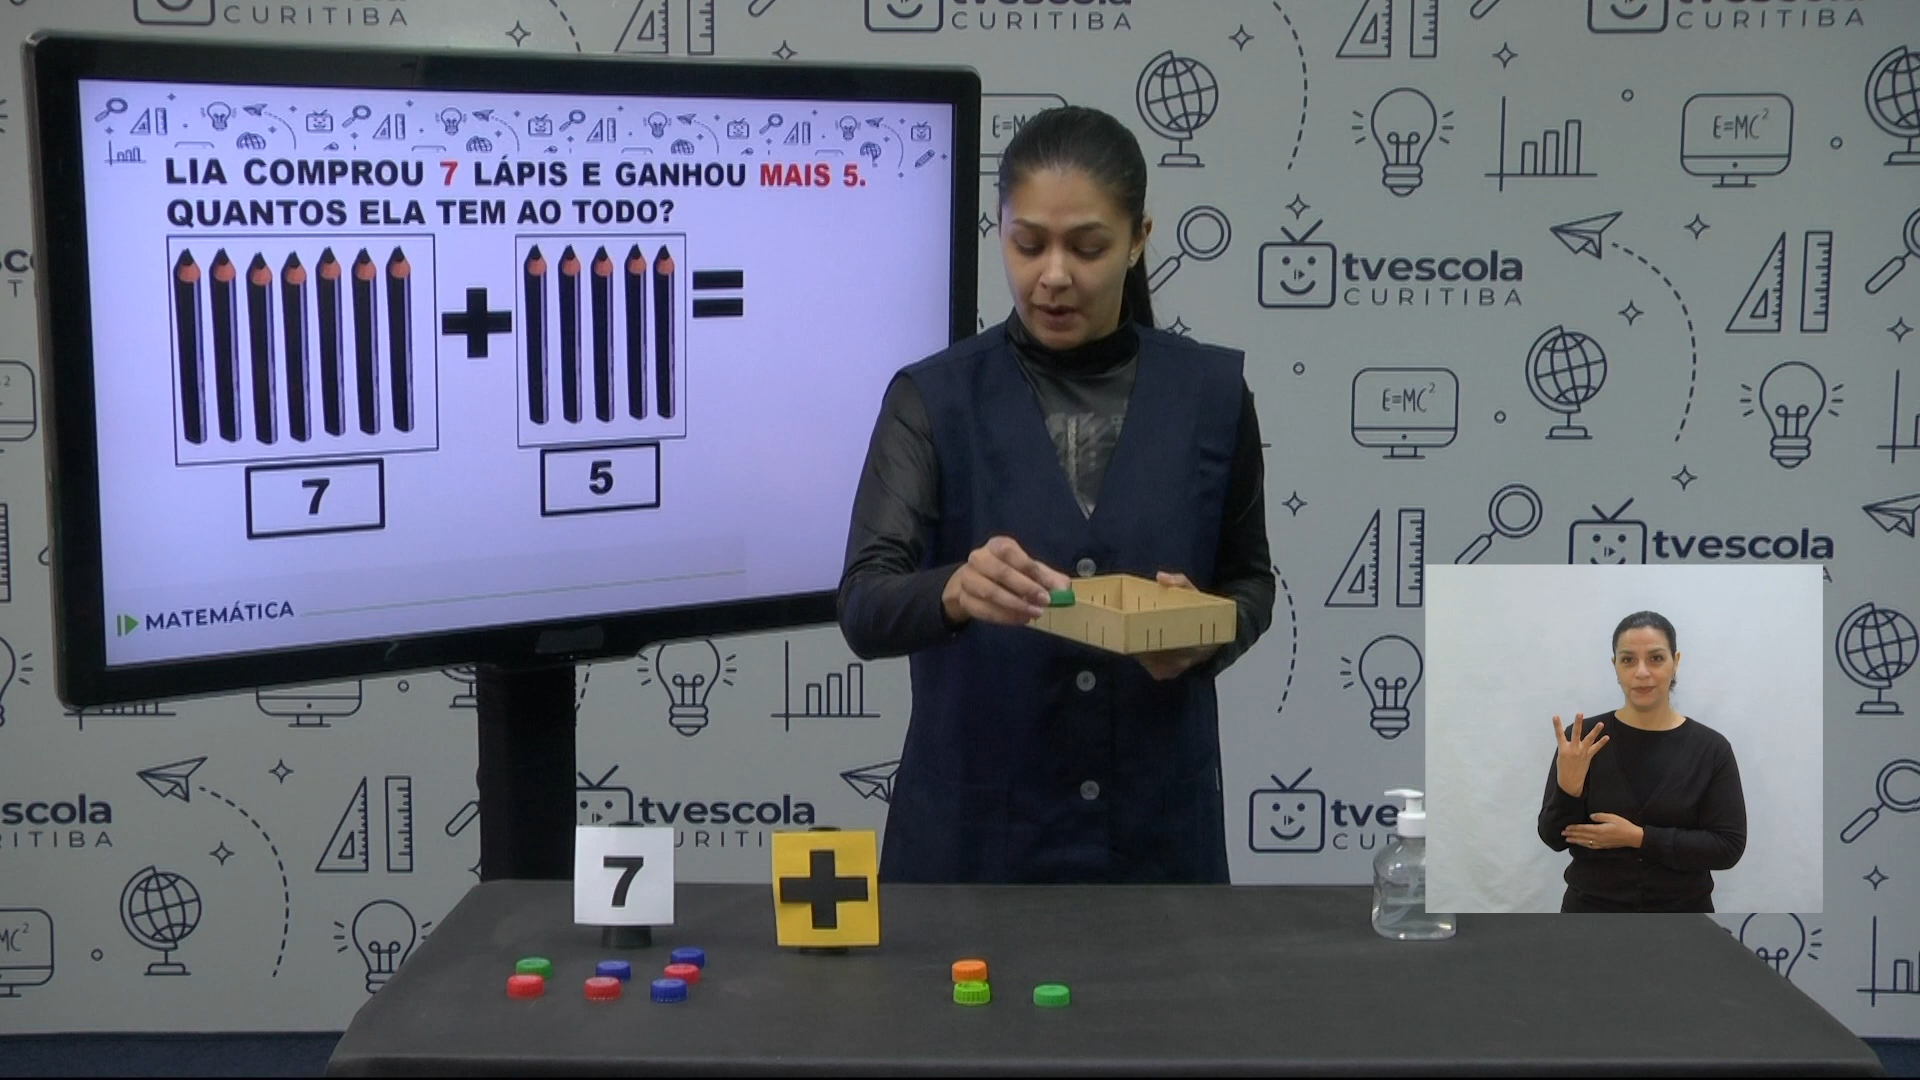 CURITIBA
CURITIBA
CURITIBA
LIA COMPROU 7 LÁPIS E GANHOU MAIS 5.
QUANTOS ELA TEM AO TODO?
+ =
7
5
MATEMÁTICA
E=MC²
tvescola
CURITIBA
E=MC²
tvescola
tvescola
7
+